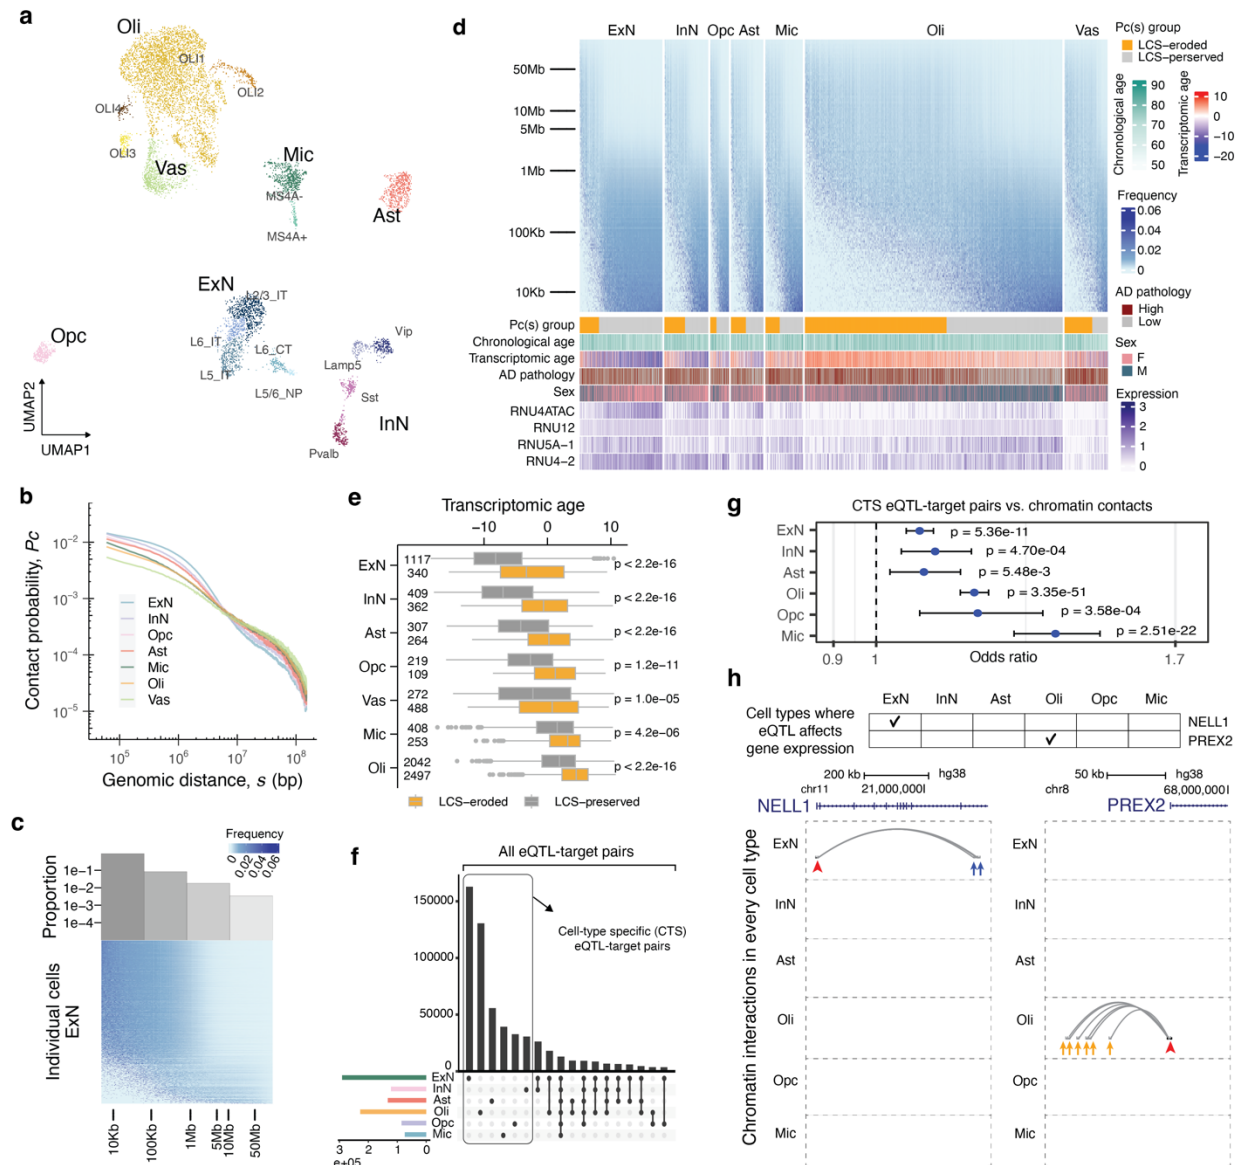 a
Oli
OLI1
OLI2
OLI4
OLI3
Vas
Mic
MS4A-
MS4A+
Ast
ExN
L2/3_IT
L6_IT
L6_CT
L5_IT
L5/6_NP
Vip
Lamp5
Sst
InN
Pvalb
Opc
UMAP2
UMAP1
b
Contact probability, Pc
10⁻²
10⁻³
10⁻⁴
10⁻⁵
ExN
InN
Opc
Ast
Mic
Oli
Vas
10⁵ 10⁶ 10⁷ 10⁸
Genomic distance, s (bp)
c
Frequency
0 0.02 0.04 0.06
Proportion
1e−1
1e−2
1e−3
1e−4
Individual cells
ExN
10Kb 100Kb 1Mb 5Mb 10Mb 50Mb
d
ExN InN Opc Ast Mic Oli Vas
50Mb
10Mb
5Mb
1Mb
100Kb
10Kb
Pc(s) group
Chronological age
Transcriptomic age
AD pathology
Sex
RNU4ATAC
RNU12
RNU5A−1
RNU4−2
Pc(s) group
LCS−eroded
LCS−perserved
Chronological age
90
80
70
60
50
Transcriptomic age
10
0
−10
−20
Frequency
0.06
0.04
0.02
0
AD pathology
High
Low
Sex
F
M
Expression
3
2
1
0
e
Transcriptomic age
−10 0 10
ExN 1117 340 p < 2.2e−16
InN 409 362 p < 2.2e−16
Ast 307 264 p < 2.2e−16
Opc 219 109 p = 1.2e−11
Vas 272 488 p = 1.0e−05
Mic 408 253 p = 4.2e−06
Oli 2042 2497 p < 2.2e−16
LCS−eroded LCS−preserved
f
All eQTL-target pairs
Cell-type specific (CTS)
eQTL-target pairs
150000
100000
50000
0
ExN
InN
Ast
Oli
Opc
Mic
3 2 1 0
e+05
g
CTS eQTL-target pairs vs. chromatin contacts
ExN p = 5.36e-11
InN p = 4.70e-04
Ast p = 5.48e-3
Oli p = 3.35e-51
Opc p = 3.58e-04
Mic p = 2.51e-22
0.9 1 1.7
Odds ratio
h
ExN InN Ast Oli Opc Mic
Cell types where
eQTL affects
gene expression
✓ NELL1
✓ PREX2
200 kb hg38
chr11 21,000,000I
NELL1
50 kb hg38
chr8 68,000,000I
PREX2
Chromatin interactions in every cell type
ExN
InN
Ast
Oli
Opc
Mic
ExN
InN
Ast
Oli
Opc
Mic